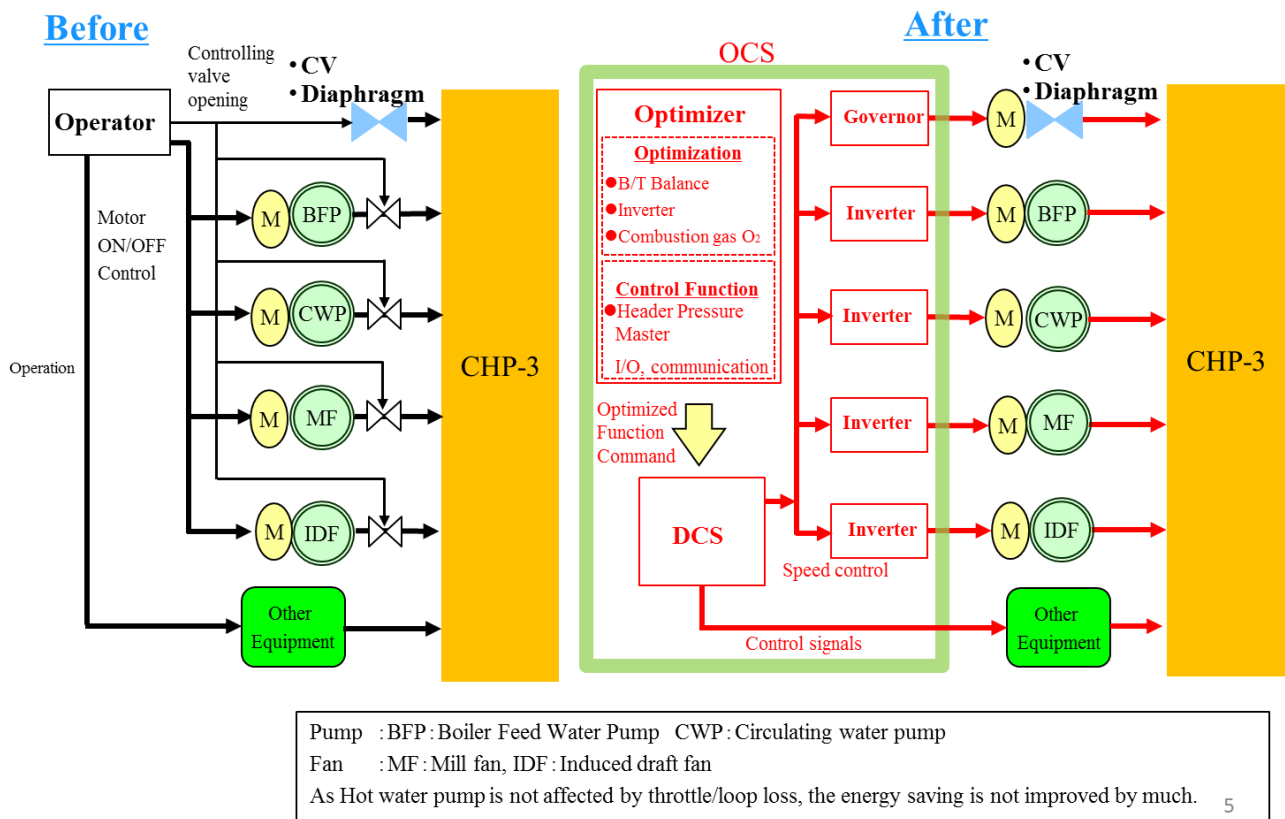 Before
Controlling
valve
opening
・CV
・Diaphragm
Operator
Motor
ON/OFF
Control
Operation
M
BFP
M
CWP
M
MF
M
IDF
Other
Equipment
CHP-3
After
OCS
Optimizer
Optimization
●B/T Balance
●Inverter
●Combustion gas O₂
Control Function
●Header Pressure
Master
I/O, communication
Optimized
Function
Command
DCS
Governor
Inverter
Inverter
Inverter
Inverter
Speed control
Control signals
・CV
・Diaphragm
M
M
BFP
M
CWP
M
MF
M
IDF
Other
Equipment
CHP-3
Pump :BFP:Boiler Feed Water Pump CWP:Circulating water pump
Fan :MF:Mill fan, IDF:Induced draft fan
As Hot water pump is not affected by throttle/loop loss, the energy saving is not improved by much.
5